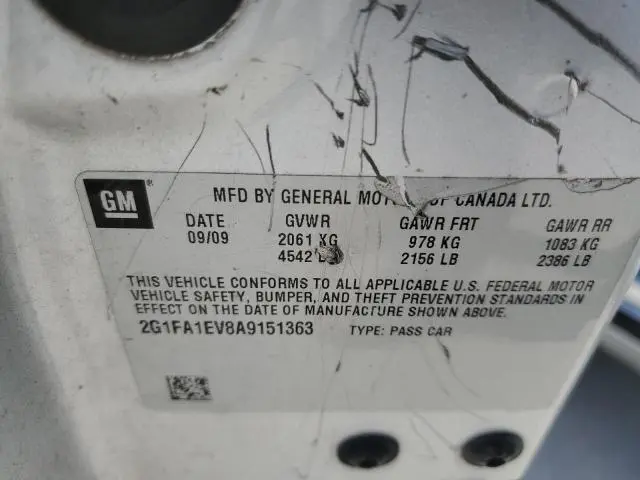 GM ®
MFD BY GENERAL MOTORS OF CANADA LTD.
DATE GVWR GAWR FRT GAWR RR
09/09 2061 KG 978 KG 1083 KG
4542 2156 LB 2386 LB
THIS VEHICLE CONFORMS TO ALL APPLICABLE U.S. FEDERAL MOTOR
VEHICLE SAFETY, BUMPER, AND THEFT PREVENTION STANDARDS IN
EFFECT ON THE DATE OF MANUFACTURE SHOWN ABOVE.
2G1FA1EV8A9151363 TYPE: PASS CAR